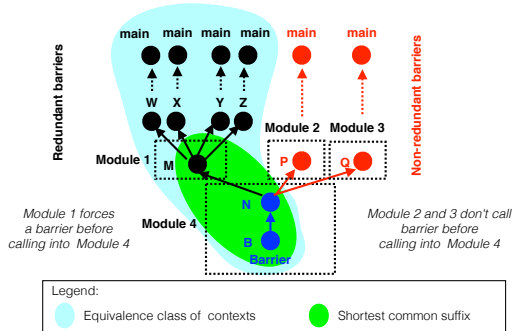 main main main main main main
W X Y Z
Redundant barriers
Non-redundant barriers
Module 2 Module 3
Module 1 M P Q
Module 1 forces
a barrier before
calling into Module 4
Module 4
N
B
Barrier
Module 2 and 3 don't call
barrier before
calling into Module 4
Legend:
Equivalence class of contexts
Shortest common suffix